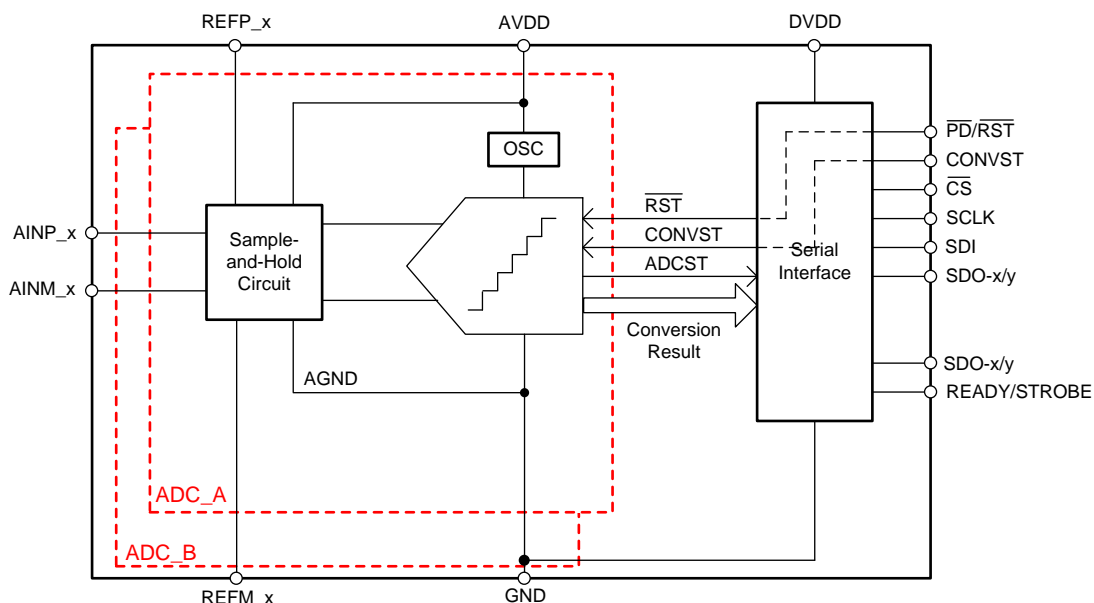 REFP_x
AVDD
DVDD
OSC
PD/RST
CONVST
CS
SCLK
SDI
SDO-x/y
SDO-x/y
READY/STROBE
AINP_x
AINM_x
Sample-
and-Hold
Circuit
RST
CONVST
ADCST
Conversion
Result
Serial
Interface
AGND
ADC_A
ADC_B
REFM_x
GND